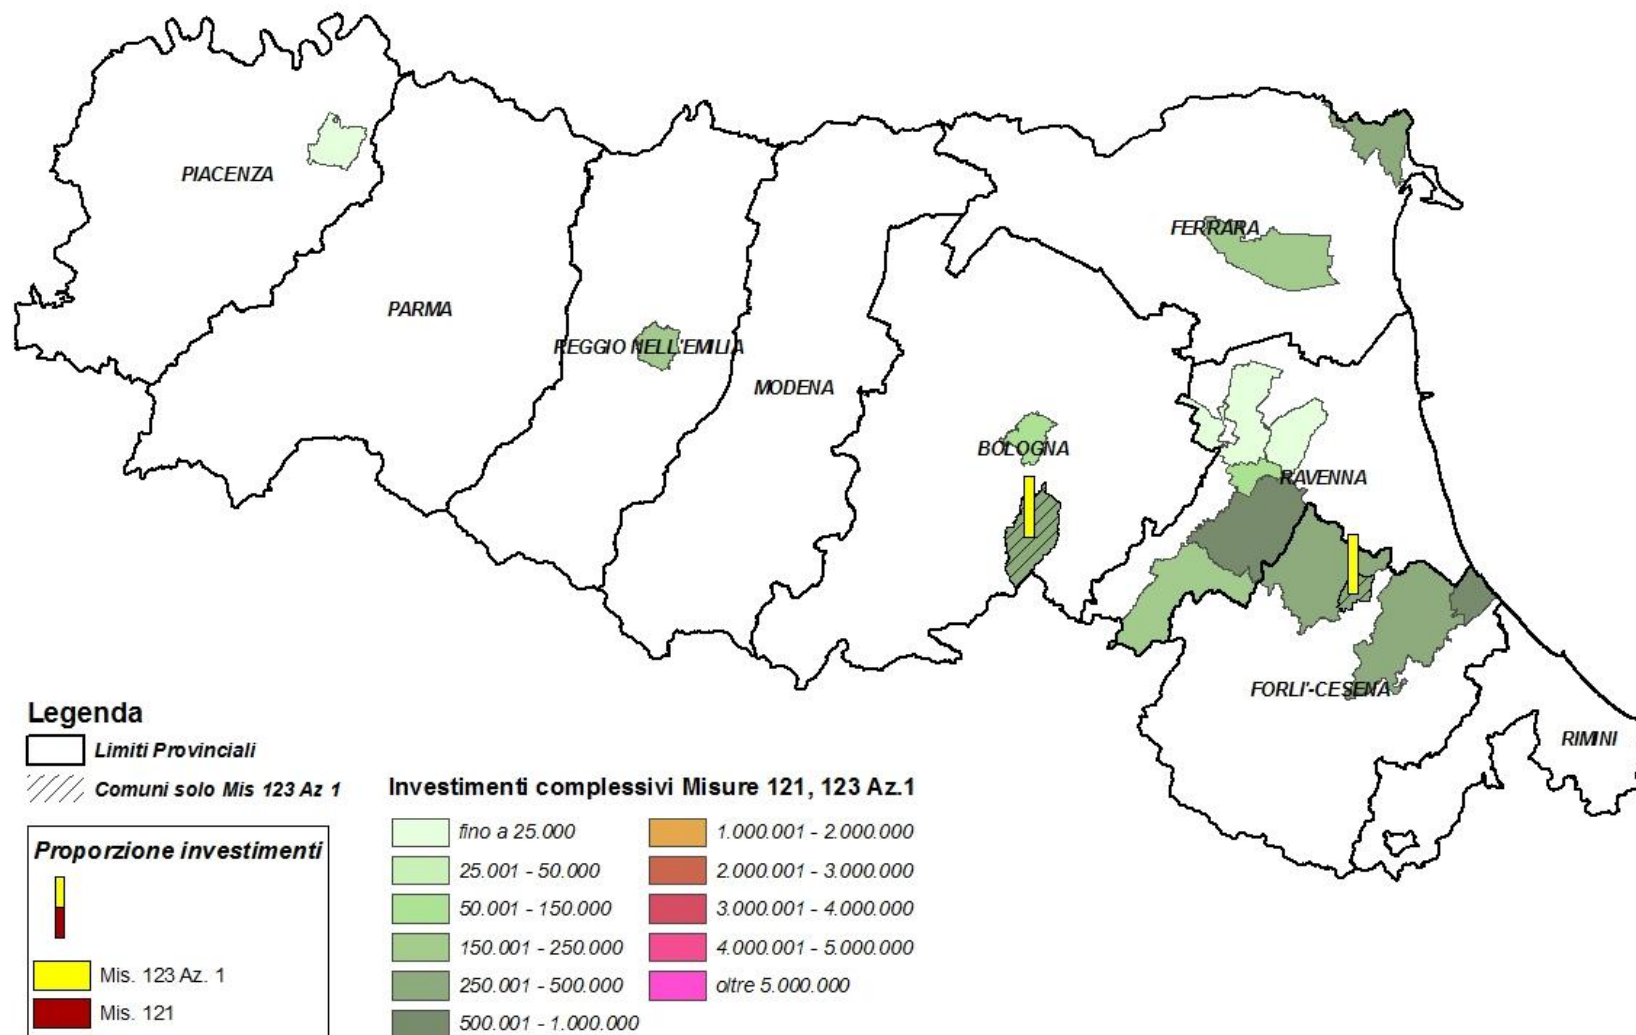 PIACENZA
PARMA
REGGIO NELL'EMILIA
MODENA
BOLOGNA
FERRARA
RAVENNA
FORLI'-CESENA
RIMINI
Legenda
Limiti Provinciali
Comuni solo Mis 123 Az 1
Proporzione investimenti
Mis. 123 Az. 1
Mis. 121
Investimenti complessivi Misure 121, 123 Az.1
fino a 25.000
25.001 - 50.000
50.001 - 150.000
150.001 - 250.000
250.001 - 500.000
500.001 - 1.000.000
1.000.001 - 2.000.000
2.000.001 - 3.000.000
3.000.001 - 4.000.000
4.000.001 - 5.000.000
oltre 5.000.000